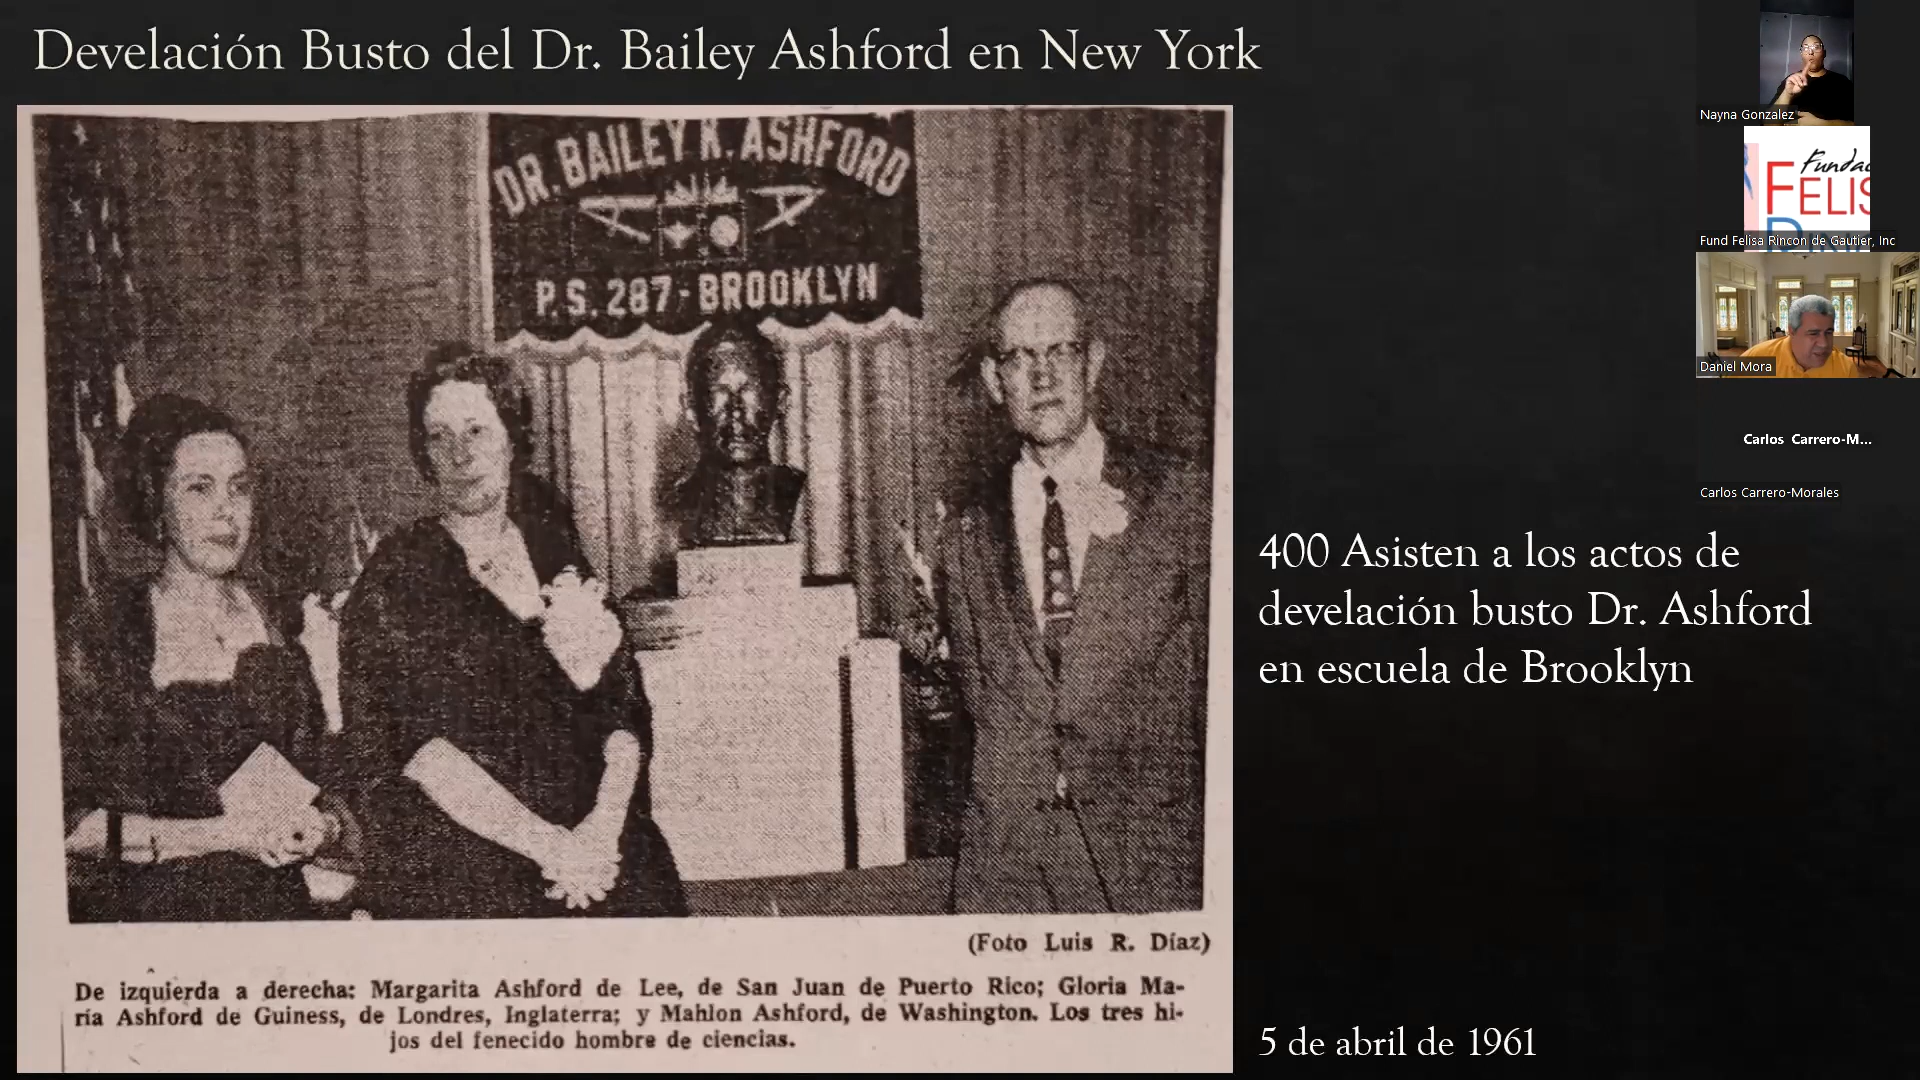 Develación Busto del Dr. Bailey Ashford en New York
DR. BAILEY K. ASHFORD
P.S. 287 - BROOKLYN
(Foto Luis R. Díaz)
De izquierda a derecha: Margarita Ashford de Lee, de San Juan de Puerto Rico; Gloria Ma-
ría Ashford de Guiness, de Londres, Inglaterra; y Mahlon Ashford, de Washington. Los tres hi-
jos del fenecido hombre de ciencias.
400 Asisten a los actos de
develación busto Dr. Ashford
en escuela de Brooklyn
5 de abril de 1961
Nayna Gonzalez
Fundac
FELIS
Fund Felisa Rincon de Gautier, Inc
Daniel Mora
Carlos Carrero-M...
Carlos Carrero-Morales